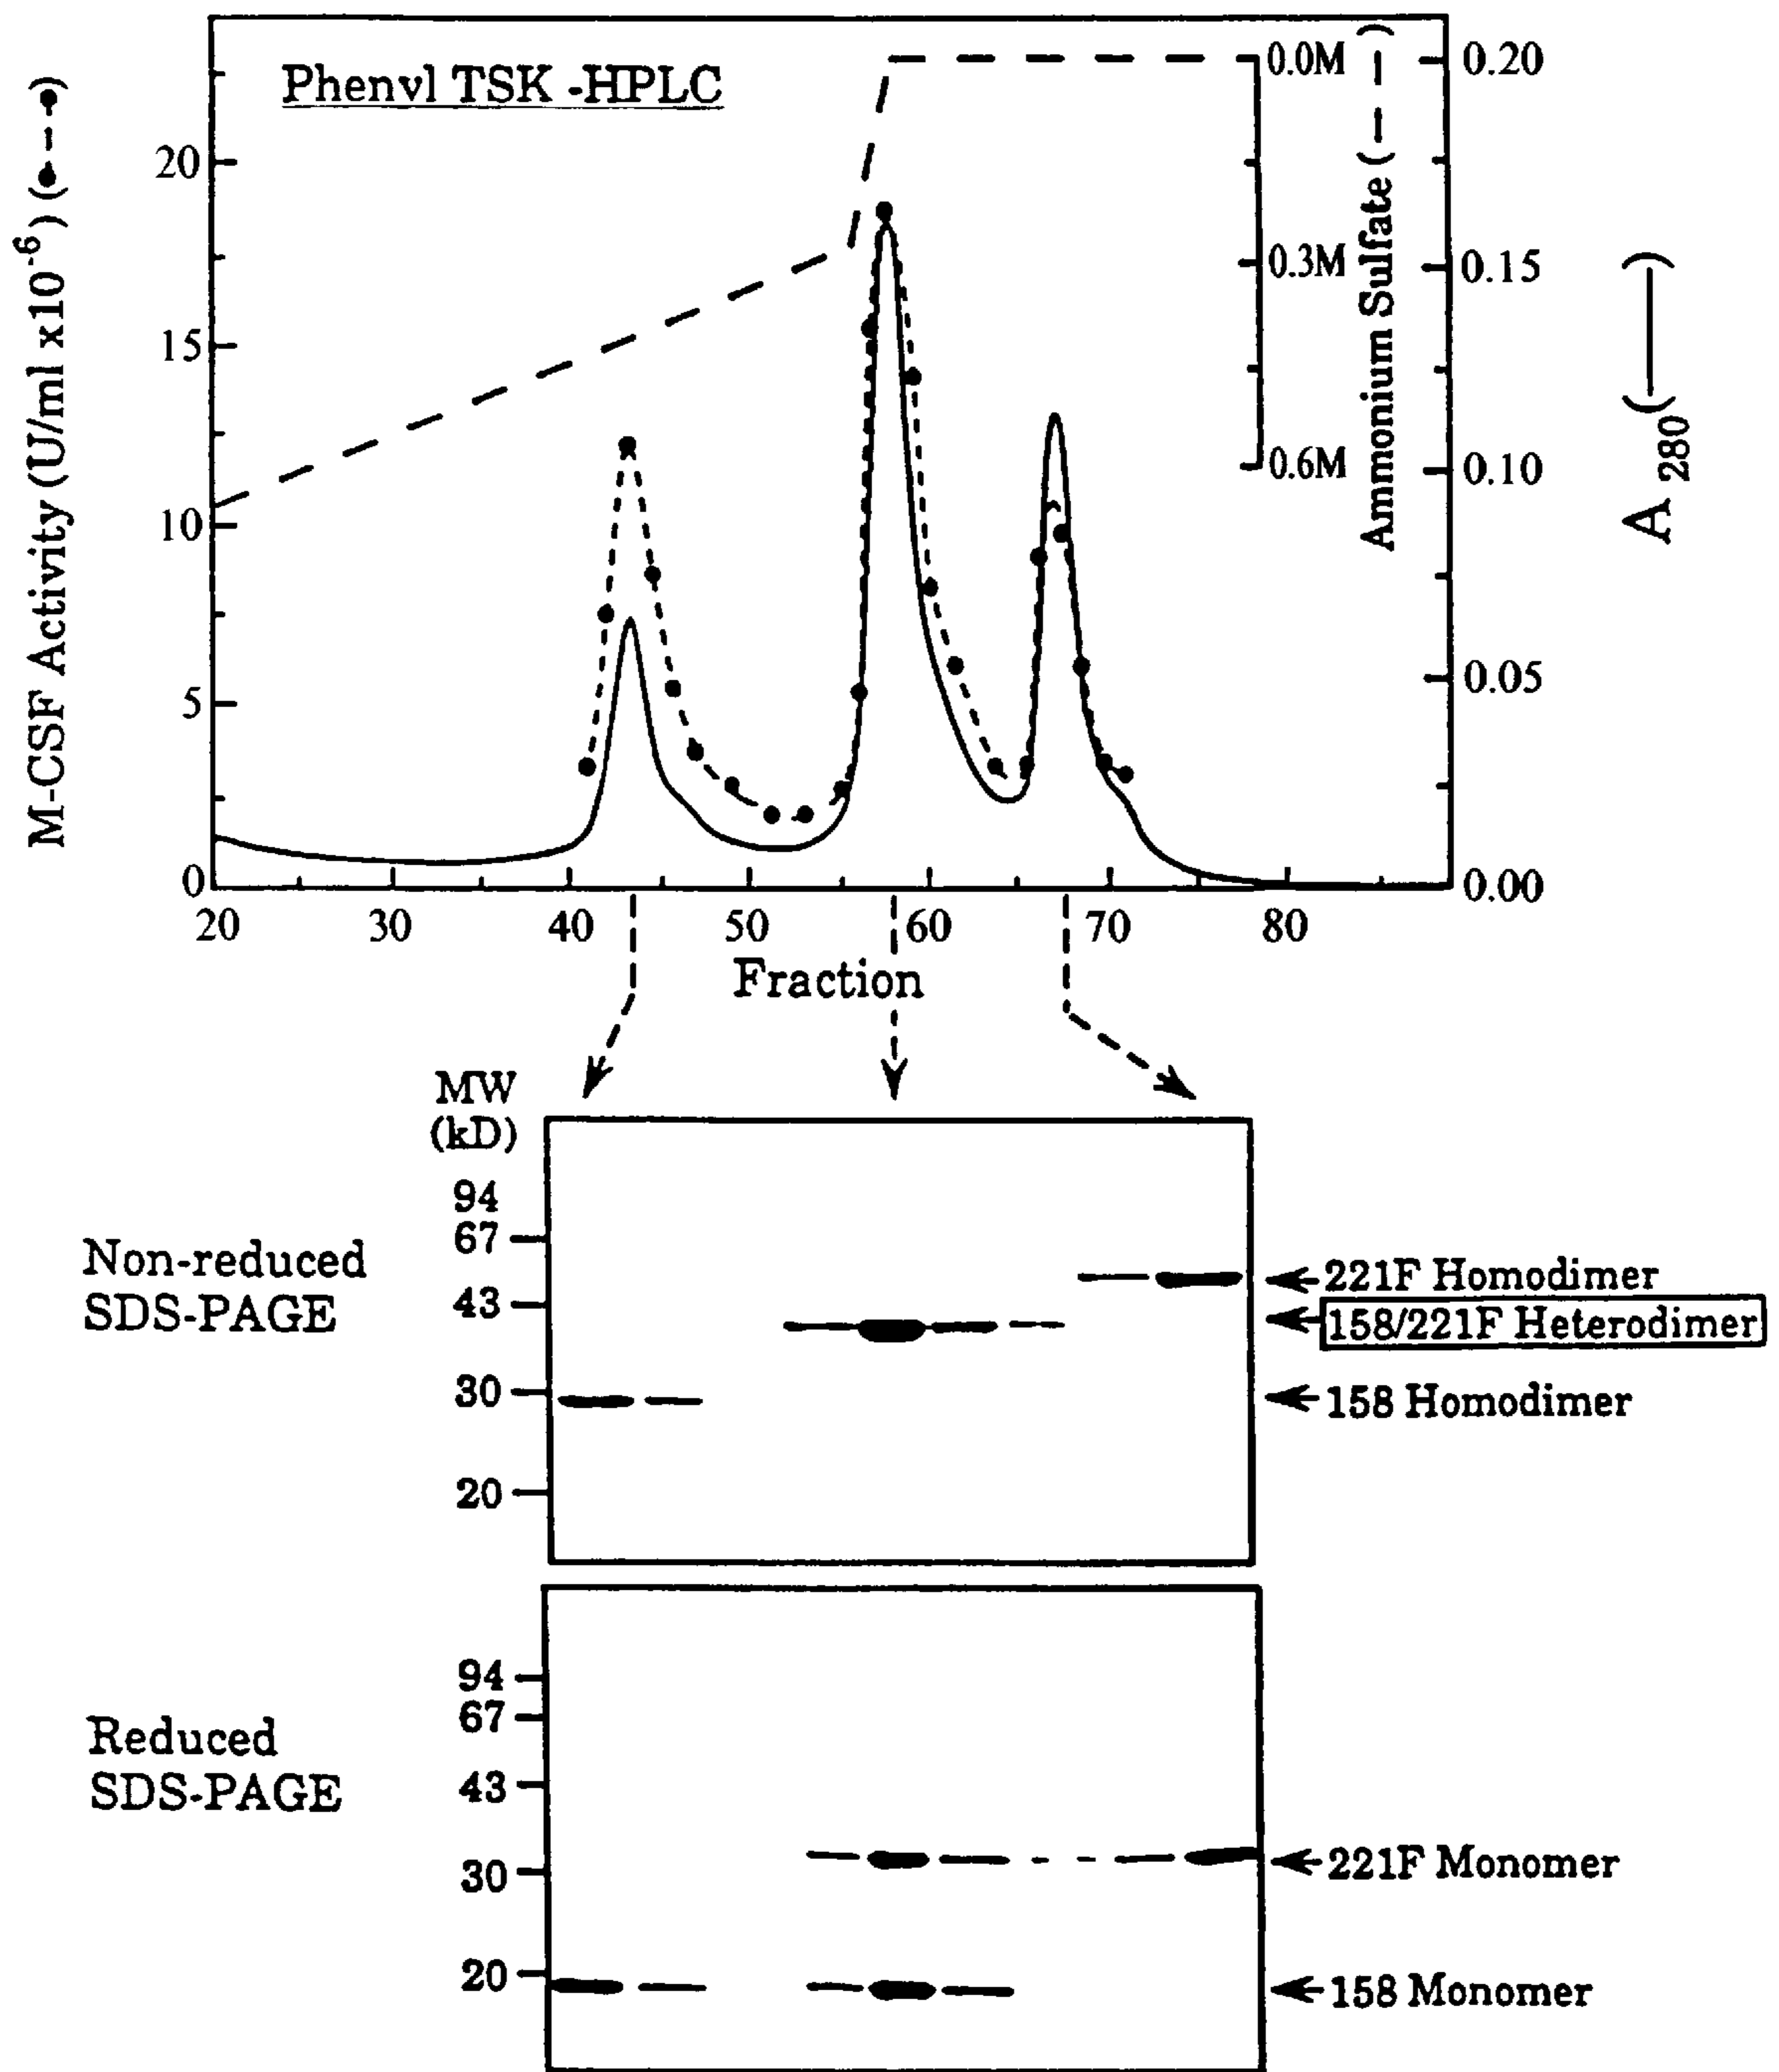 Phenvl TSK -HPLC
M-CSF Activity (U/ml x10-6) (●---●)
20
15
10
5
0
0.0M
0.3M
0.6M
Ammonium Sulfate (— — —)
0.20
0.15
0.10
0.05
0.00
A 280 (———)
20 30 40 50 60 70 80
Fraction
MW
(kD)
Non-reduced
SDS-PAGE
94
67
43
30
20
221F Homodimer
158/221F Heterodimer
158 Homodimer
Reduced
SDS-PAGE
94
67
43
30
20
221F Monomer
158 Monomer